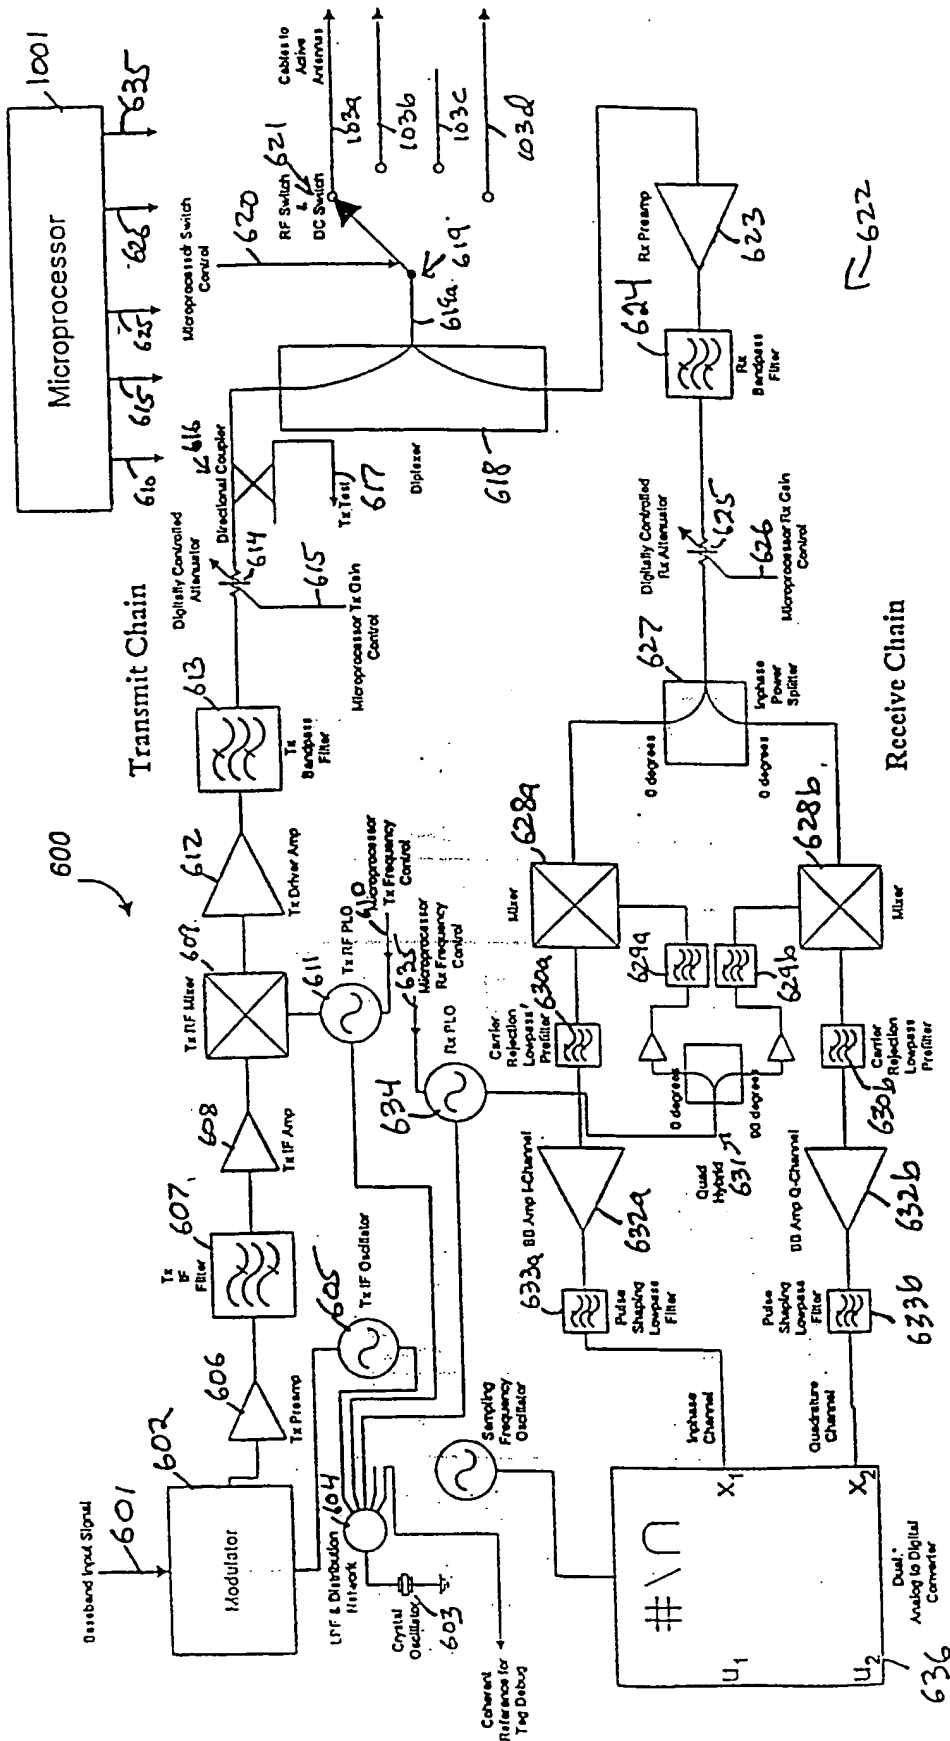 Microprocessor
1001
610
615
625
626
635
600
Transmit Chain
Baseband Input Signal
601
602
Modulator
606
Tx Preamp
607
Tx
IF
Filter
608
Tx IF Amp
609
Tx RF Mixer
612
Tx Driver Amp
613
Tx
Bandpass
Filter
Digitally Controlled
Attenuator
614
615
Microprocessor Tx Gain
Control
Directional Coupler
616
Tx Test
617
Diplexer
618
Microprocessor Switch
Control
620
RF Switch
&
DC Switch
621
619
619a
Cables to
Active
Antennas
103a
103b
103c
103d
LPF & Distribution
Network
604
Crystal
Oscillator
603
Coherent
Reference for
Tag Debug
605
Tx IF Oscillator
611
Tx RF PLO
610
Microprocessor
Tx Frequency
Control
635
Microprocessor
Rx Frequency
Control
Rx PLO
634
Sampling
Frequency
Oscillator
622
Rx Preamp
623
624
Rx
Bandpass
Filter
Digitally Controlled
Rx Attenuator
625
626
Microprocessor Rx Gain
Control
627
Inphase
Power
Splitter
0 degrees
0 degrees
Receive Chain
628a
Mixer
628b
Mixer
629a
629b
630a
Carrier
Rejection
Lowpass
Prefilter
630b
Carrier
Rejection
Lowpass
Prefilter
0 degrees
90 degrees
Quad
Hybrid
631
BB Amp I-Channel
632a
BB Amp Q-Channel
632b
633a
Pulse
Shaping
Lowpass
Filter
633b
Pulse
Shaping
Lowpass
Filter
Inphase
Channel
Quadrature
Channel
X1
X2
# \ ∩
U1
U2
Dual
Analog to Digital
Converter
636